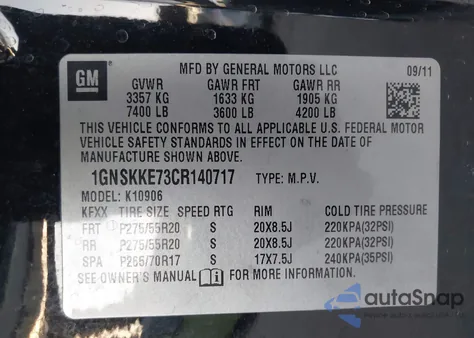 GM
MFD BY GENERAL MOTORS LLC 09/11
GVWR GAWR FRT GAWR RR
3357 KG 1633 KG 1905 KG
7400 LB 3600 LB 4200 LB
THIS VEHICLE CONFORMS TO ALL APPLICABLE U.S. FEDERAL MOTOR
VEHICLE SAFETY STANDARDS IN EFFECT ON THE DATE OF
MANUFACTURE SHOWN ABOVE.
1GNSKKE73CR140717 TYPE: M.P.V.
MODEL: K10906
KFXX TIRE SIZE SPEED RTG RIM COLD TIRE PRESSURE
FRT P275/55R20 S 20X8.5J 220KPA(32PSI)
RR P275/55R20 S 20X8.5J 220KPA(32PSI)
SPA P265/70R17 S 17X7.5J 240KPA(35PSI)
SEE OWNER'S MANUAL FOR MORE INFORMATION.
autoSnap